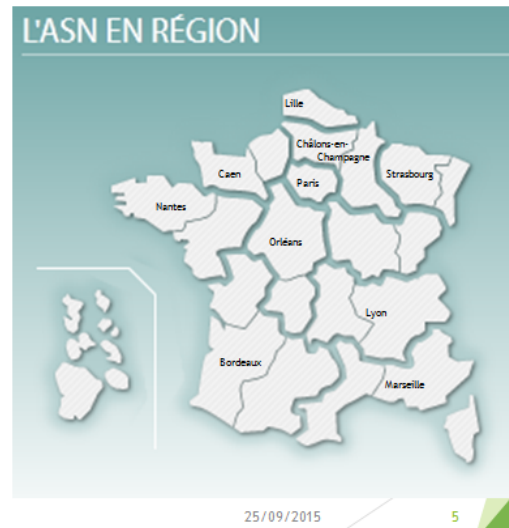 L'ASN EN RÉGION
Lille
Châlons-en-
Champagne
Caen
Paris
Strasbourg
Nantes
Orléans
Lyon
Bordeaux
Marseille
25/09/2015
5